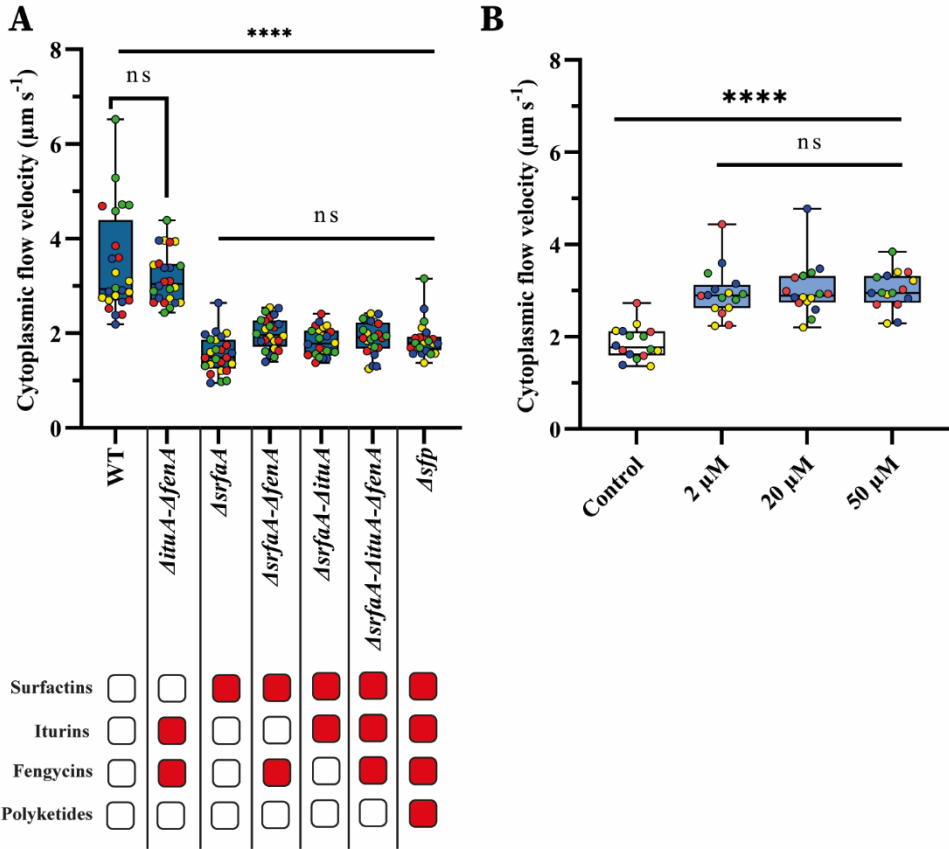 A
B
****
ns
ns
Cytoplasmic flow velocity (µm s⁻¹)
8
6
4
2
0
WT
ΔituA-ΔfenA
ΔsrfaA
ΔsrfaA-ΔfenA
ΔsrfaA-ΔituA
ΔsrfaA-ΔituA-ΔfenA
Δsfp
Surfactins
Iturins
Fengycins
Polyketides
****
ns
Cytoplasmic flow velocity (µm s⁻¹)
8
6
4
2
0
Control
2 µM
20 µM
50 µM